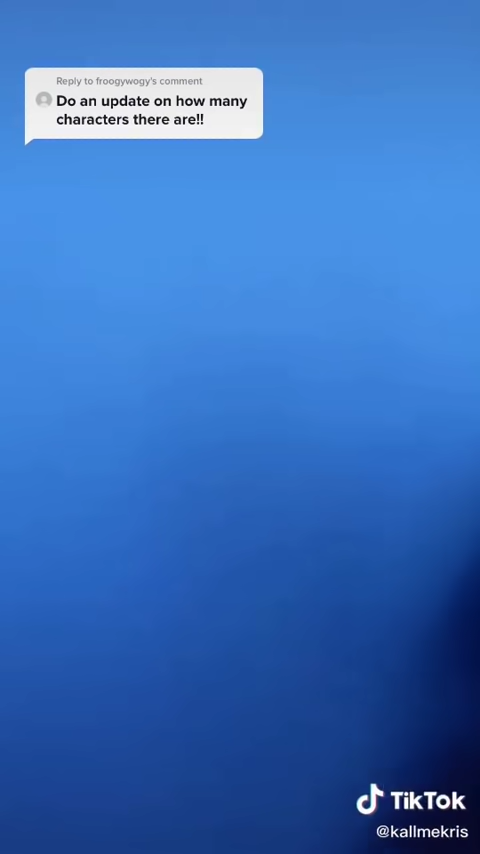 Reply to froogywogy's comment
Do an update on how many
characters there are!!
TikTok
@kallmekris